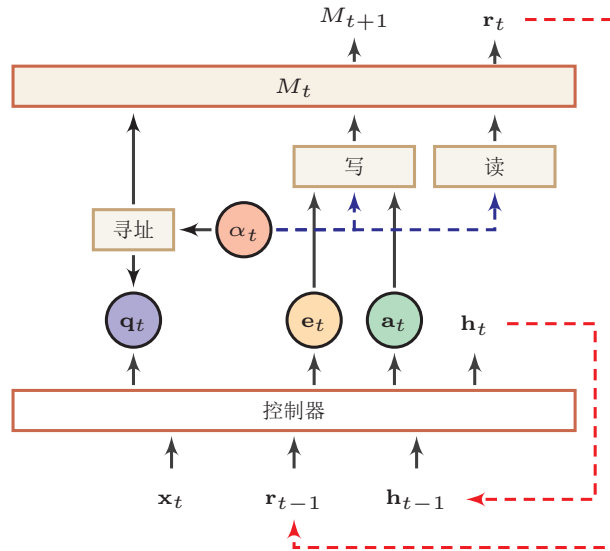 M_{t+1} r_t
M_t
写 读
寻址 α_t
q_t e_t a_t h_t
控制器
x_t r_{t−1} h_{t−1}